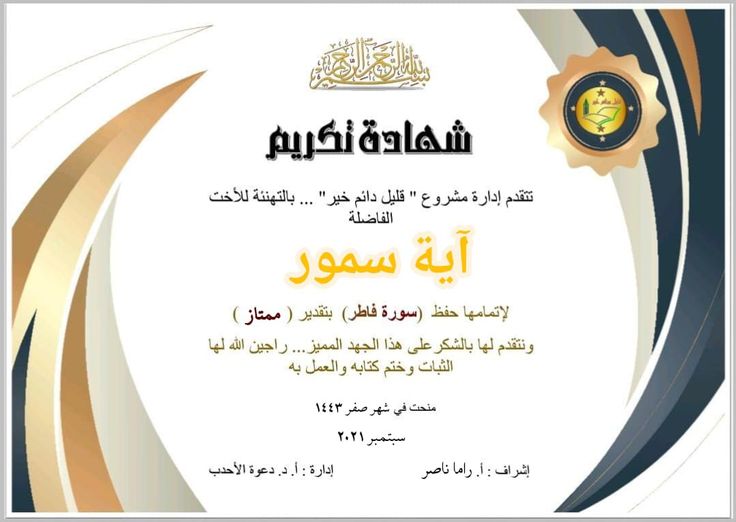 بسم الله الرحمن الرحيم
شهادة تكريم
تتقدم إدارة مشروع " قليل دائم خير" ... بالتهنئة للأخت
الفاضلة
آية سمور
لإتمامها حفظ (سورة فاطر) بتقدير ( ممتاز )
ونتقدم لها بالشكرعلى هذا الجهد المميز... راجين الله لها
الثبات وختم كتابه والعمل به
منحت في شهر صفر ١٤٤٣
سبتمبر ٢٠٢١
إشراف : أ. راما ناصر إدارة : أ. د. دعوة الأحدب